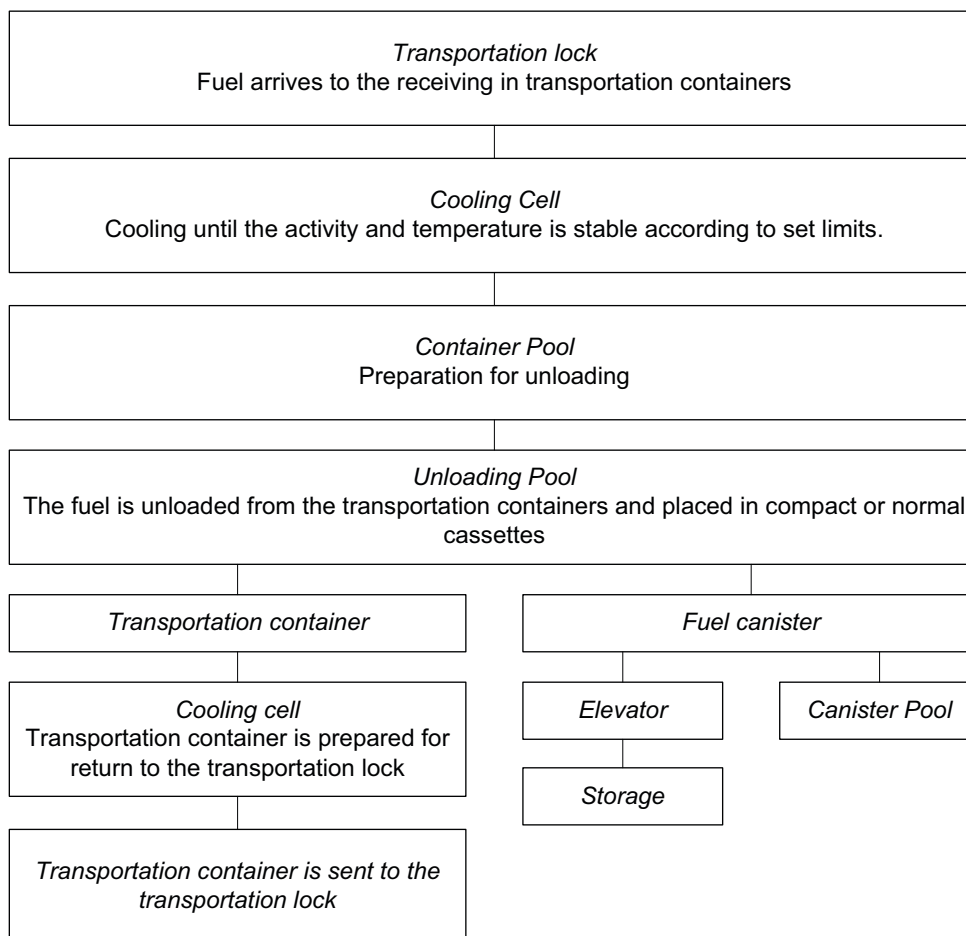 Transportation lock
Fuel arrives to the receiving in transportation containers
Cooling Cell
Cooling until the activity and temperature is stable according to set limits.
Container Pool
Preparation for unloading
Unloading Pool
The fuel is unloaded from the transportation containers and placed in compact or normal
cassettes
Transportation container
Fuel canister
Cooling cell
Transportation container is prepared for
return to the transportation lock
Elevator
Canister Pool
Storage
Transportation container is sent to the
transportation lock